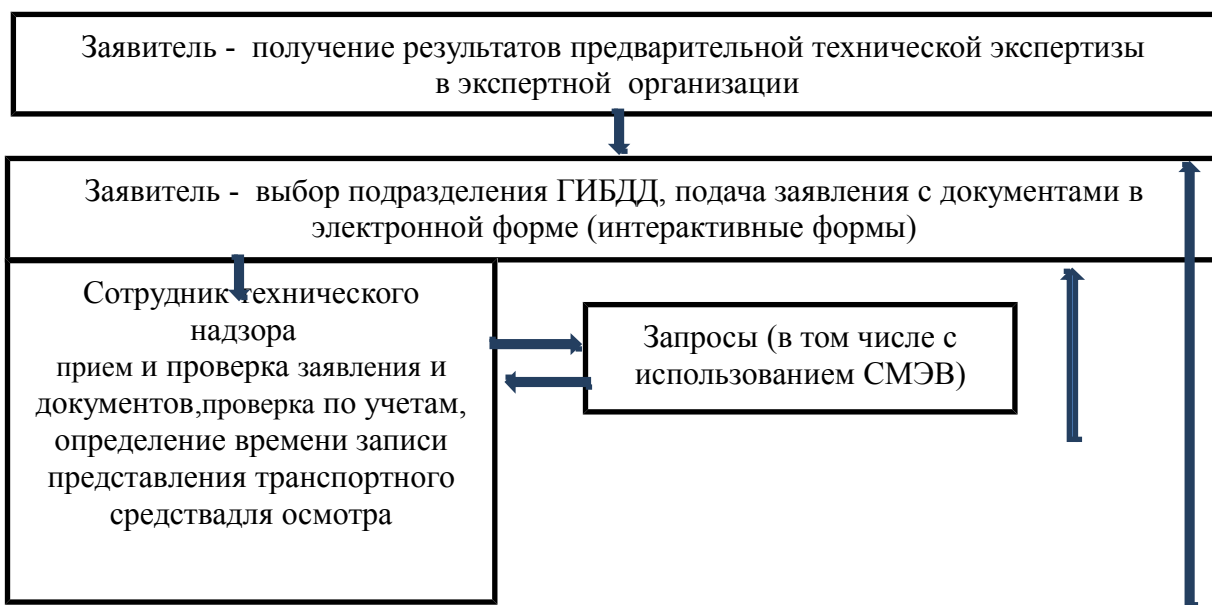 Заявитель - получение результатов предварительной технической экспертизы
в экспертной организации
Заявитель - выбор подразделения ГИБДД, подача заявления с документами в
электронной форме (интерактивные формы)
Сотрудник технического
надзора
прием и проверка заявления и
документов,проверка по учетам,
определение времени записи
представления транспортного
средствадля осмотра
Запросы (в том числе с
использованием СМЭВ)